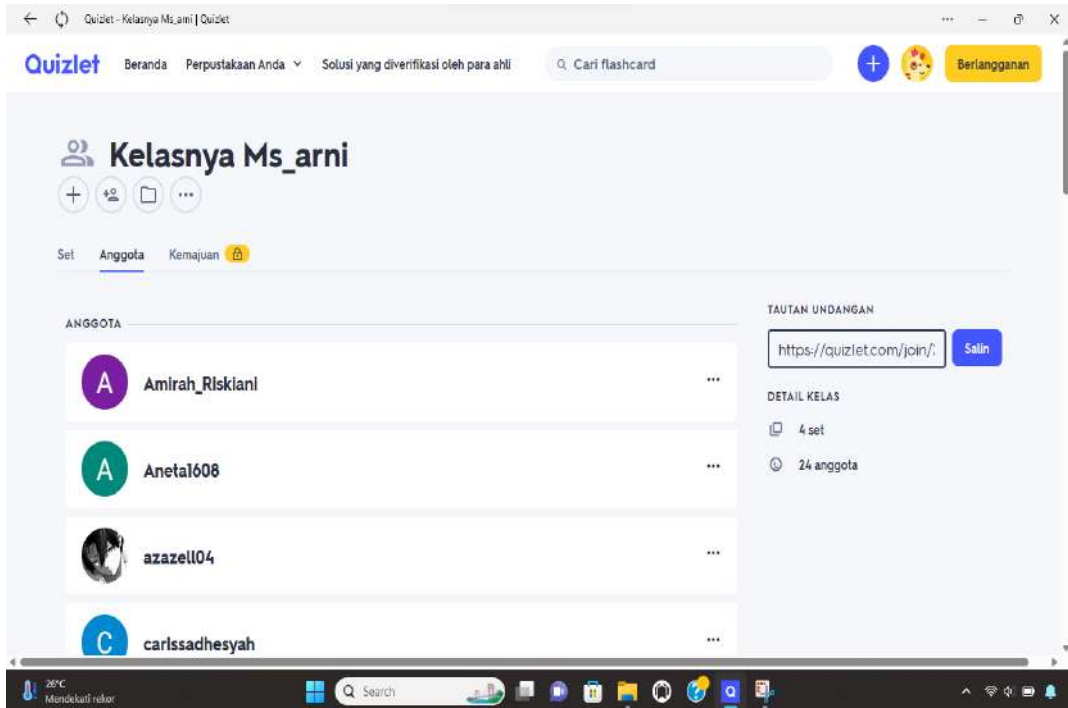 Quizlet - Kelasnya Ms_arni | Quizlet
Quizlet Beranda Perpustakaan Anda Solusi yang diverifikasi oleh para ahli Cari flashcard Berlangganan
Kelasnya Ms_arni
Set Anggota Kemajuan
ANGGOTA
A Amirah_Riskiani
A Aneta1608
azazell04
C carissadhesyah
TAUTAN UNDANGAN
https://quizlet.com/join/ Salin
DETAIL KELAS
4 set
24 anggota
26°C
Mendekati rekor
Search